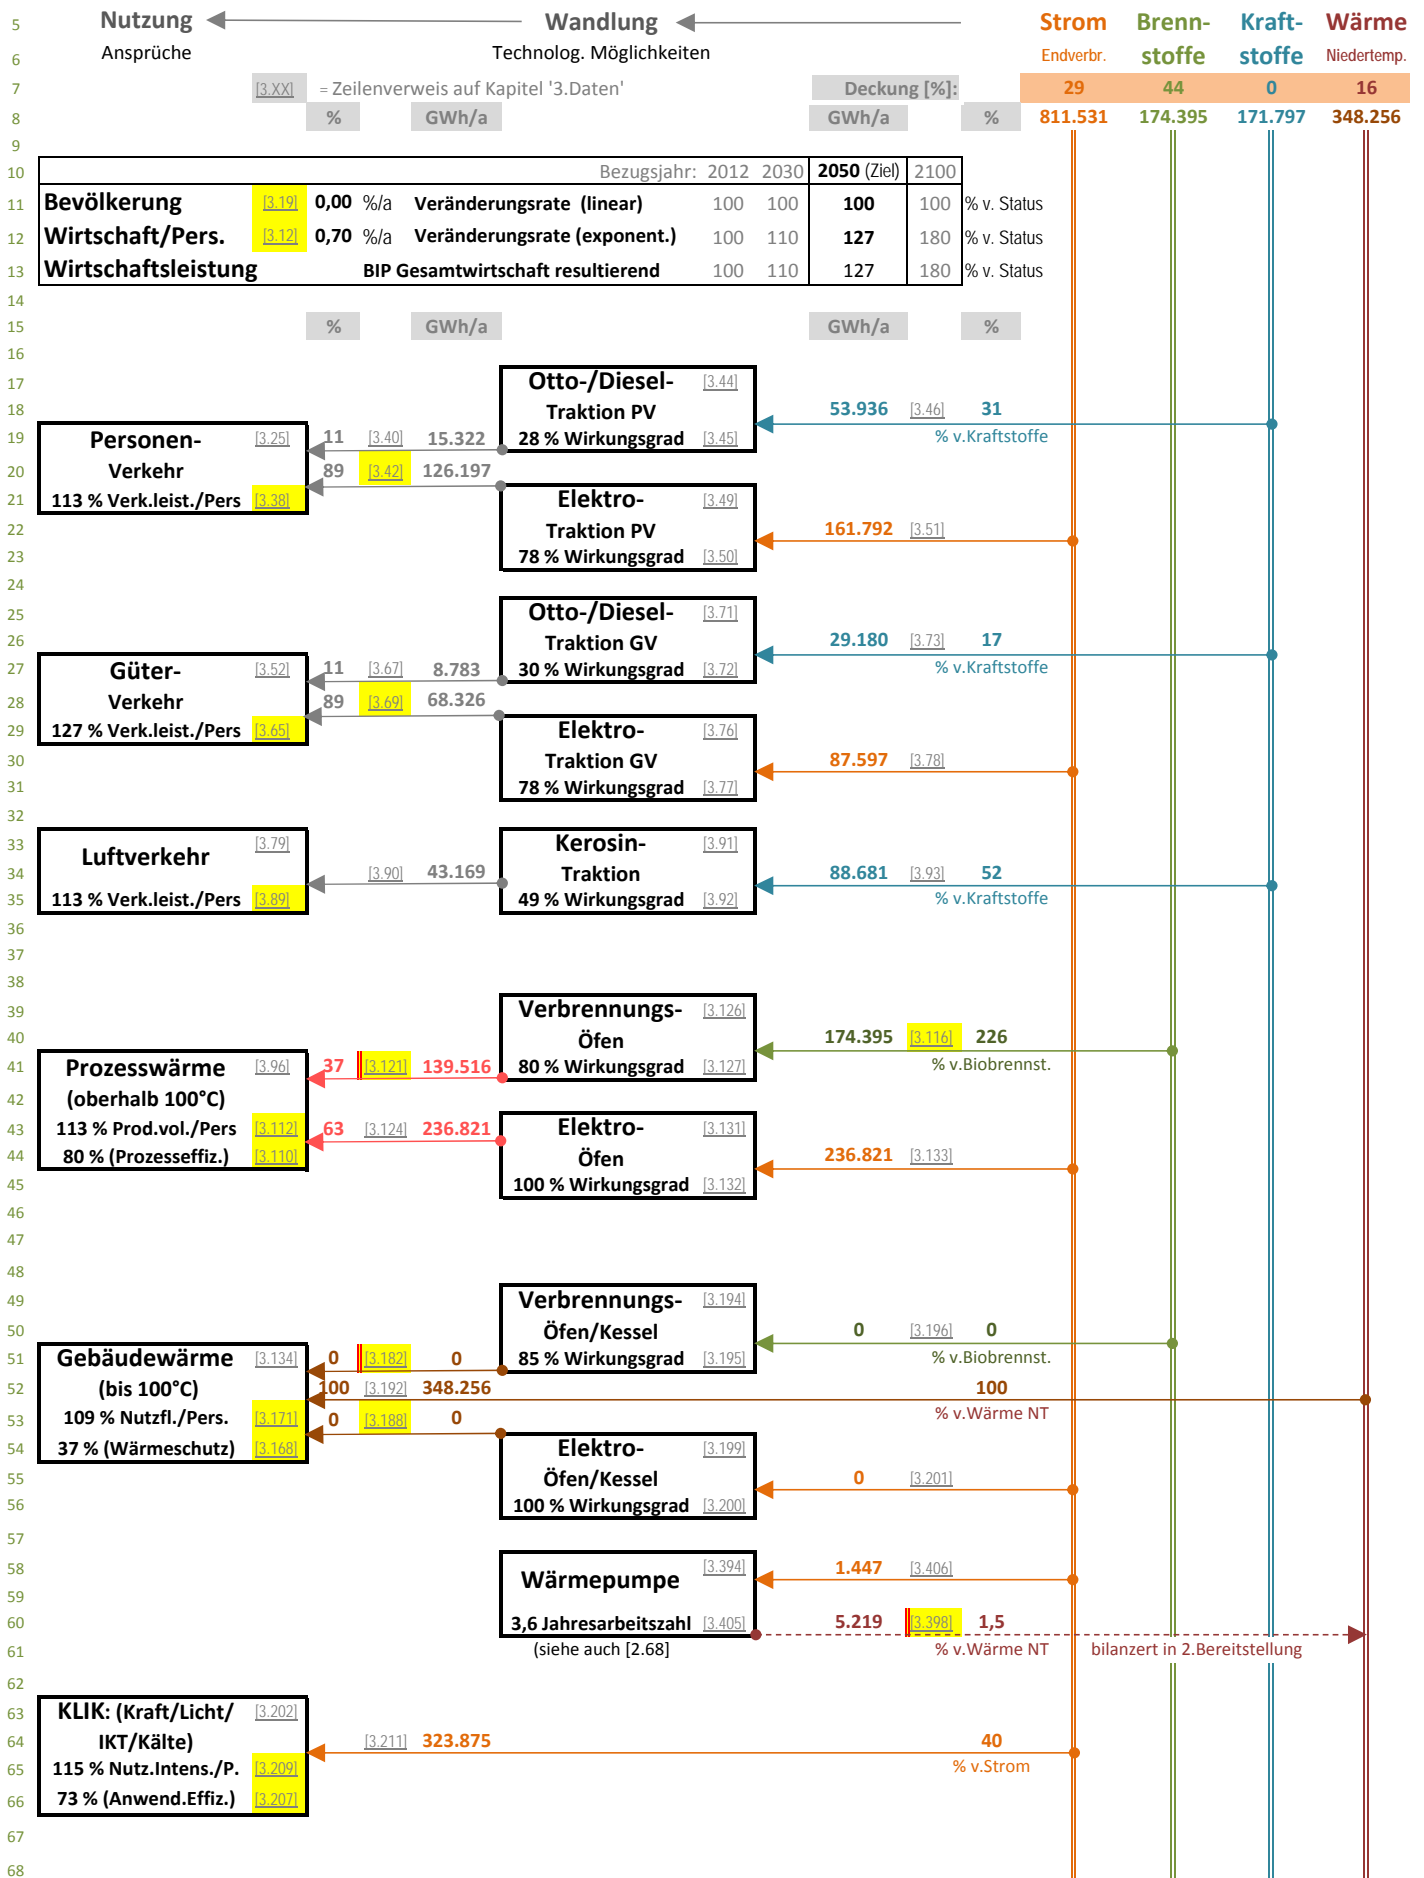 5 Nutzung Wandlung Strom Brenn- Kraft- Wärme
6 Ansprüche Technolog. Möglichkeiten Endverbr. stoffe stoffe Niedertemp.
7 [3.XX] = Zeilenverweis auf Kapitel '3.Daten' Deckung [%]: 29 44 0 16
8 % GWh/a GWh/a % 811.531 174.395 171.797 348.256
9
10 Bezugsjahr: 2012 2030 2050 (Ziel) 2100
11 Bevölkerung [3.19] 0,00 %/a Veränderungsrate (linear) 100 100 100 100 % v. Status
12 Wirtschaft/Pers. [3.12] 0,70 %/a Veränderungsrate (exponent.) 100 110 127 180 % v. Status
13 Wirtschaftsleistung BIP Gesamtwirtschaft resultierend 100 110 127 180 % v. Status
14
15 % GWh/a GWh/a %
16
17 Otto-/Diesel- [3.44]
18 Traktion PV 53.936 [3.46] 31
19 Personen- [3.25] 11 [3.40] 15.322 28 % Wirkungsgrad [3.45] % v.Kraftstoffe
20 Verkehr 89 [3.42] 126.197
21 113 % Verk.leist./Pers [3.38] Elektro- [3.49]
22 Traktion PV 161.792 [3.51]
23 78 % Wirkungsgrad [3.50]
24
25 Otto-/Diesel- [3.71]
26 Traktion GV 29.180 [3.73] 17
27 Güter- [3.52] 11 [3.67] 8.783 30 % Wirkungsgrad [3.72] % v.Kraftstoffe
28 Verkehr 89 [3.69] 68.326
29 127 % Verk.leist./Pers [3.65] Elektro- [3.76]
30 Traktion GV 87.597 [3.78]
31 78 % Wirkungsgrad [3.77]
32
33 Luftverkehr [3.79] Kerosin- [3.91]
34 [3.90] 43.169 Traktion 88.681 [3.93] 52
35 113 % Verk.leist./Pers [3.89] 49 % Wirkungsgrad [3.92] % v.Kraftstoffe
36
37
38
39 Verbrennungs- [3.126]
40 Öfen 174.395 [3.116] 226
41 Prozesswärme [3.96] 37 [3.121] 139.516 80 % Wirkungsgrad [3.127] % v.Biobrennst.
42 (oberhalb 100°C)
43 113 % Prod.vol./Pers [3.112] 63 [3.124] 236.821 Elektro- [3.131]
44 80 % (Prozesseffiz.) [3.110] Öfen 236.821 [3.133]
45 100 % Wirkungsgrad [3.132]
46
47
48
49 Verbrennungs- [3.194]
50 Öfen/Kessel 0 [3.196] 0
51 Gebäudewärme [3.134] 0 [3.182] 0 85 % Wirkungsgrad [3.195] % v.Biobrennst.
52 (bis 100°C) 100 [3.192] 348.256 100
53 109 % Nutzfl./Pers. [3.171] 0 [3.188] 0 % v.Wärme NT
54 37 % (Wärmeschutz) [3.168] Elektro- [3.199]
55 Öfen/Kessel 0 [3.201]
56 100 % Wirkungsgrad [3.200]
57
58 Wärmepumpe [3.394] 1.447 [3.406]
59
60 3,6 Jahresarbeitszahl [3.405] 5.219 [3.398] 1,5
61 (siehe auch [2.68] % v.Wärme NT bilanzert in 2.Bereitstellung
62
63 KLIK: (Kraft/Licht/ [3.202]
64 IKT/Kälte) [3.211] 323.875 40
65 115 % Nutz.Intens./P. [3.209] % v.Strom
66 73 % (Anwend.Effiz.) [3.207]
67
68